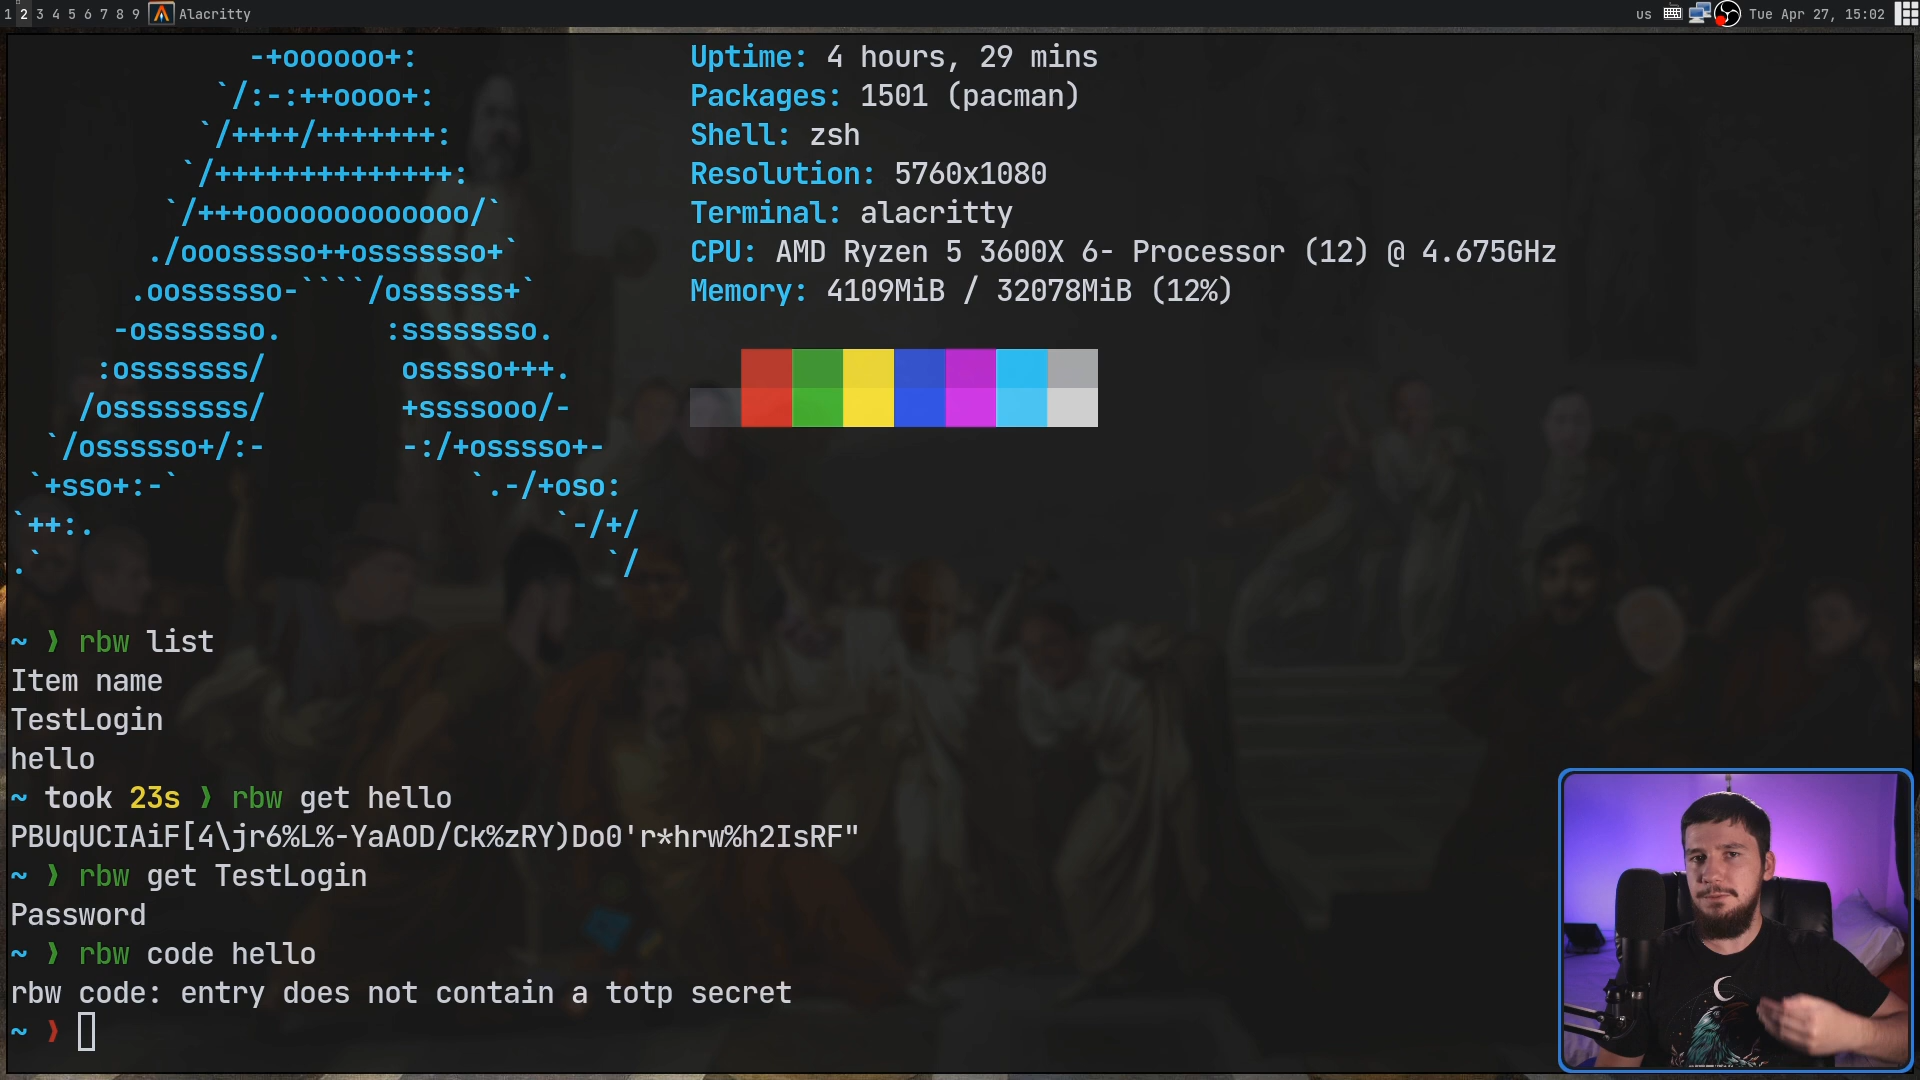 1 2 3 4 5 6 7 8 9 Alacritty us Tue Apr 27, 15:02
-+oooooo+: Uptime: 4 hours, 29 mins
`/:-:++oooo+: Packages: 1501 (pacman)
`/++++/+++++++: Shell: zsh
`/++++++++++++++: Resolution: 5760x1080
`/+++ooooooooooooo/` Terminal: alacritty
./ooosssso++osssssso+` CPU: AMD Ryzen 5 3600X 6- Processor (12) @ 4.675GHz
.oossssso-````/ossssss+` Memory: 4109MiB / 32078MiB (12%)
-osssssso. :ssssssso.
:osssssss/ osssso+++.
/ossssssss/ +ssssooo/-
`/ossssso+/:- -:/+osssso+-
`+sso+:-` `.-/+oso:
`++:. `-/+/
.` `/
~ ❱ rbw list
Item name
TestLogin
hello
~ took 23s ❱ rbw get hello
PBUqUCIAiF[4\jr6%L%-YaAOD/Ck%zRY)Do0'r*hrw%h2IsRF"
~ ❱ rbw get TestLogin
Password
~ ❱ rbw code hello
rbw code: entry does not contain a totp secret
~ ❱